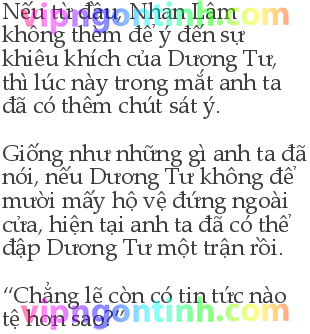 Nếu từ đầu, Nhân Lâm
không thèm để ý đến sự
khiêu khích của Dương Tư,
thì lúc này trong mắt anh ta
đã có thêm chút sát ý.
Giống như những gì anh ta đã
nói, nếu Dương Tư không để
mười mấy hộ vệ đứng ngoài
cửa, hiện tại anh ta đã có thể
đập Dương Tư một trận rồi.
“Chẳng lẽ còn có tin tức nào
tệ hơn sao?”
vipngontinh.com
vipngontinh.com